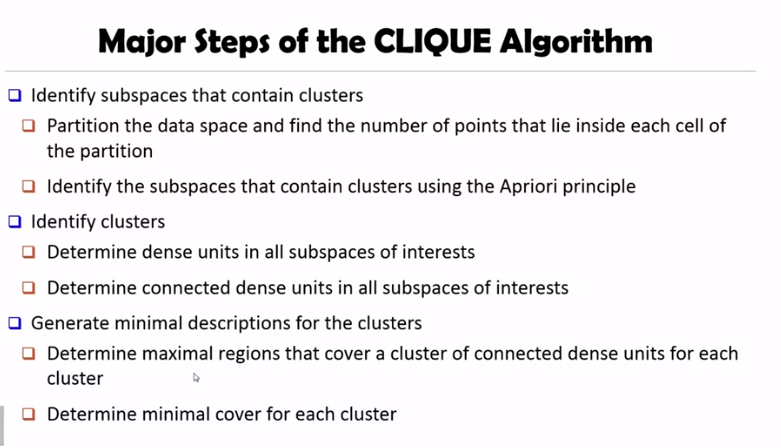 Major Steps of the CLIQUE Algorithm
Identify subspaces that contain clusters
Partition the data space and find the number of points that lie inside each cell of
the partition
Identify the subspaces that contain clusters using the Apriori principle
Identify clusters
Determine dense units in all subspaces of interests
Determine connected dense units in all subspaces of interests
Generate minimal descriptions for the clusters
Determine maximal regions that cover a cluster of connected dense units for each
cluster
Determine minimal cover for each cluster